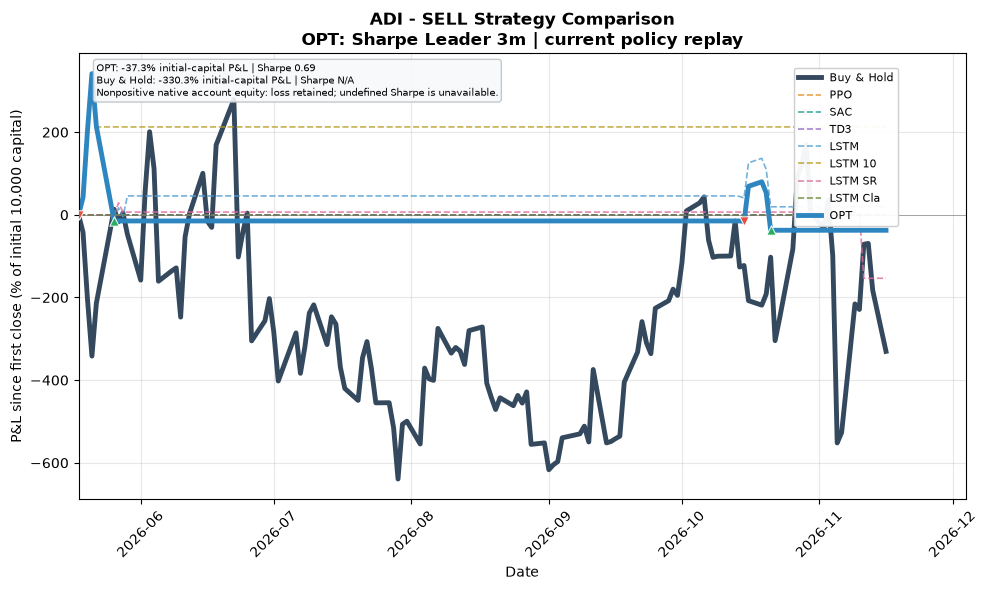 ADI - SELL Strategy Comparison
OPT: Sharpe Leader 3m | current policy replay
OPT: -37.3% initial-capital P&L | Sharpe 0.69
Buy & Hold: -330.3% initial-capital P&L | Sharpe N/A
Nonpositive native account equity: loss retained; undefined Sharpe is unavailable.
Buy & Hold
PPO
SAC
TD3
LSTM
LSTM 10
LSTM SR
LSTM Cla
OPT
P&L since first close (% of initial 10,000 capital)
200
0
−200
−400
−600
2026-06
2026-07
2026-08
2026-09
2026-10
2026-11
2026-12
Date